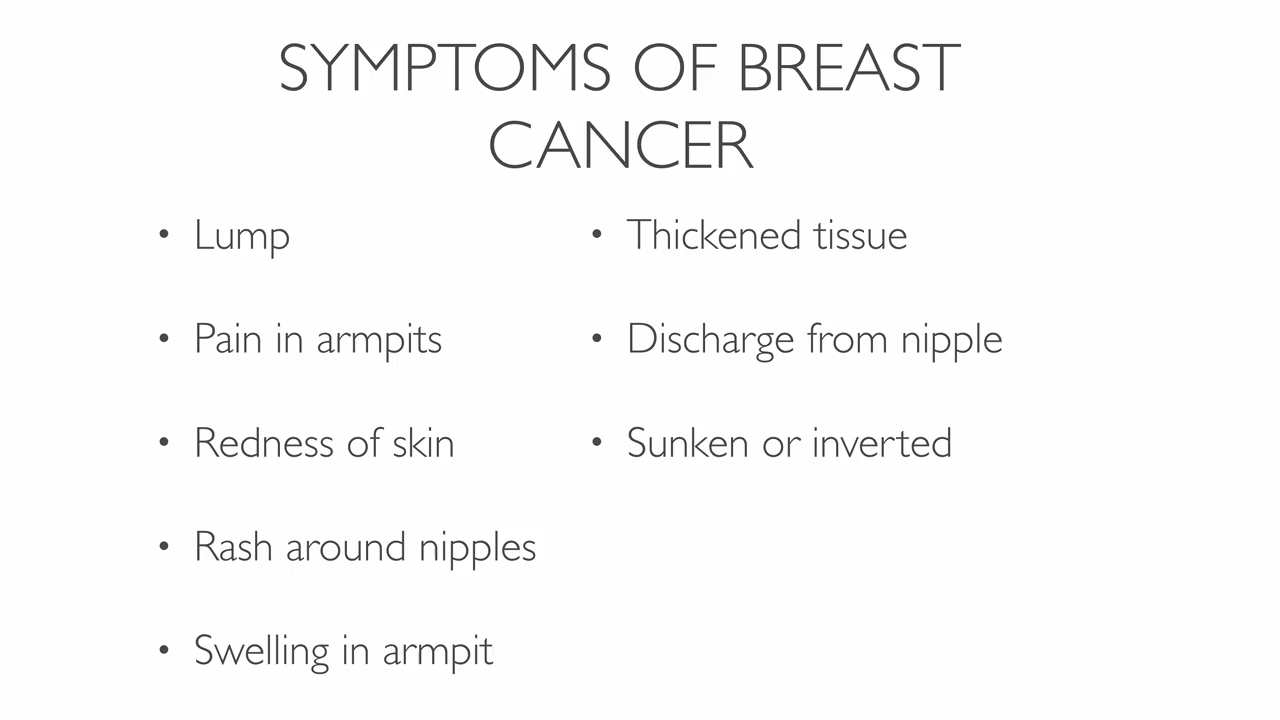 SYMPTOMS OF BREAST
CANCER
• Lump
• Pain in armpits
• Redness of skin
• Rash around nipples
• Swelling in armpit
• Thickened tissue
• Discharge from nipple
• Sunken or inverted